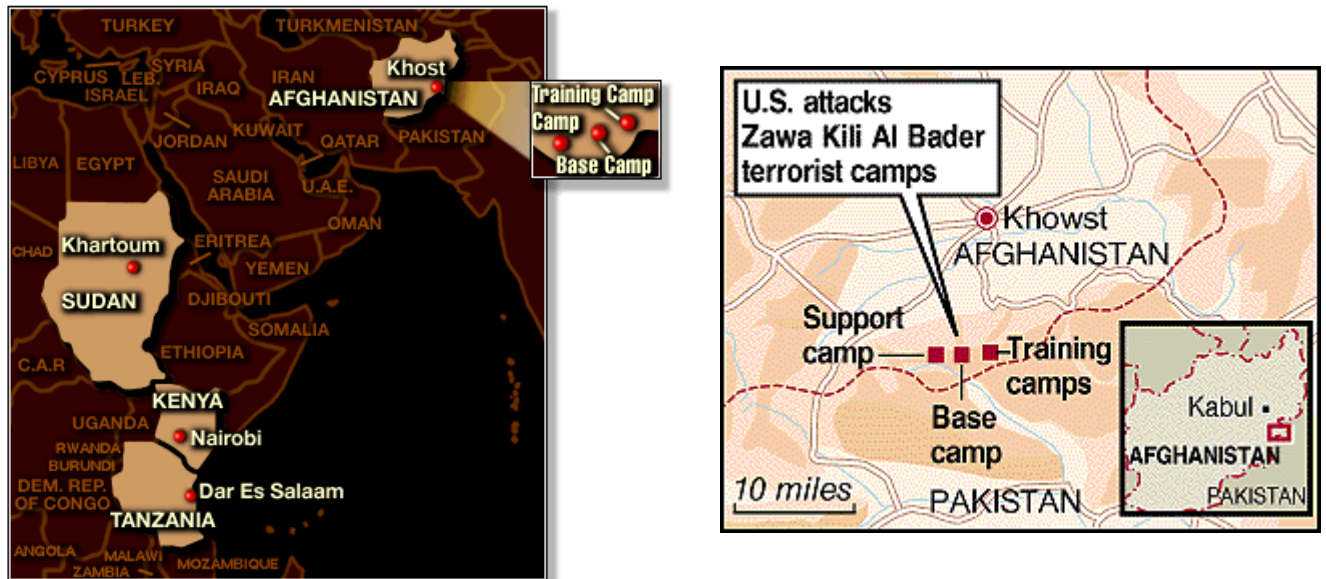 TURKEY
TURKMENISTAN
CYPRUS
LEB.
SYRIA
ISRAEL
IRAQ
IRAN
Khost
AFGHANISTAN
JORDAN
KUWAIT
QATAR
PAKISTAN
LIBYA
EGYPT
SAUDI
ARABIA
U.A.E.
OMAN
CHAD
Khartoum
SUDAN
ERITREA
YEMEN
DJIBOUTI
SOMALIA
C.A.R
ETHIOPIA
KENYA
UGANDA
Nairobi
RWANDA
BURUNDI
DEM. REP.
OF CONGO
Dar Es Salaam
TANZANIA
ANGOLA
MALAWI
ZAMBIA
MOZAMBIQUE
Training Camp
Camp
Base Camp
U.S. attacks
Zawa Kili Al Bader
terrorist camps
Khowst
AFGHANISTAN
Support
camp
Training
camps
Base
camp
10 miles
PAKISTAN
Kabul
AFGHANISTAN
PAKISTAN